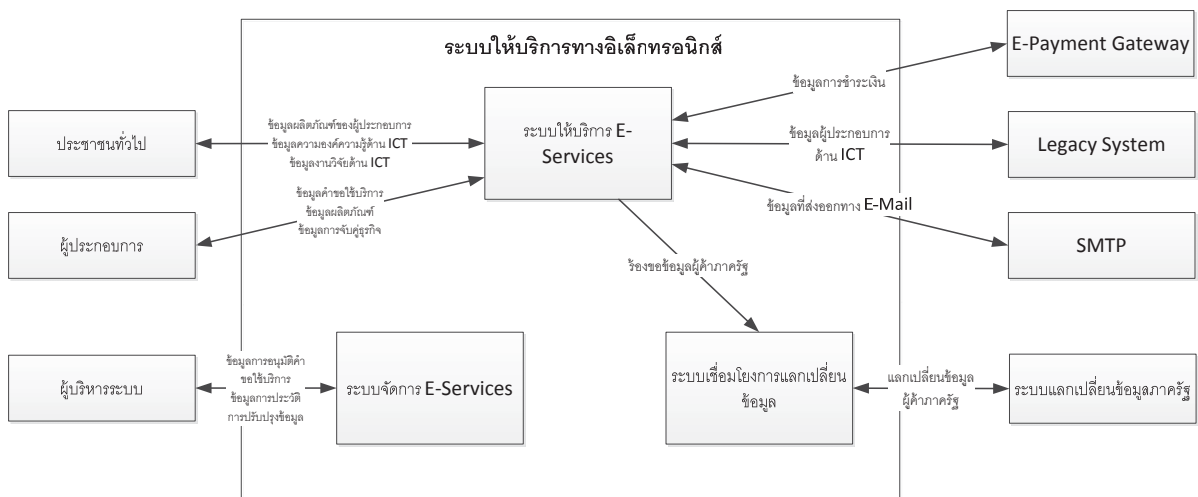 ระบบให้บริการทางอิเล็กทรอนิกส์
E-Payment Gateway
ข้อมูลการชำระเงิน
ประชาชนทั่วไป
ข้อมูลผลิตภัณฑ์ของผู้ประกอบการ
ข้อมูลความองค์ความรู้ด้าน ICT
ข้อมูลงานวิจัยด้าน ICT
ระบบให้บริการ E-
Services
ข้อมูลผู้ประกอบการ
ด้าน ICT
Legacy System
ข้อมูลคำขอใช้บริการ
ข้อมูลผลิตภัณฑ์
ข้อมูลการจับคู่ธุรกิจ
ข้อมูลที่ส่งออกทาง E-Mail
ผู้ประกอบการ
SMTP
ร้องขอข้อมูลผู้ค้าภาครัฐ
ผู้บริหารระบบ
ข้อมูลการอนุมัติคำ
ขอใช้บริการ
ข้อมูลการประวัติ
การปรับปรุงข้อมูล
ระบบจัดการ E-Services
ระบบเชื่อมโยงการแลกเปลี่ยน
ข้อมูล
แลกเปลี่ยนข้อมูล
ผู้ค้าภาครัฐ
ระบบแลกเปลี่ยนข้อมูลภาครัฐ